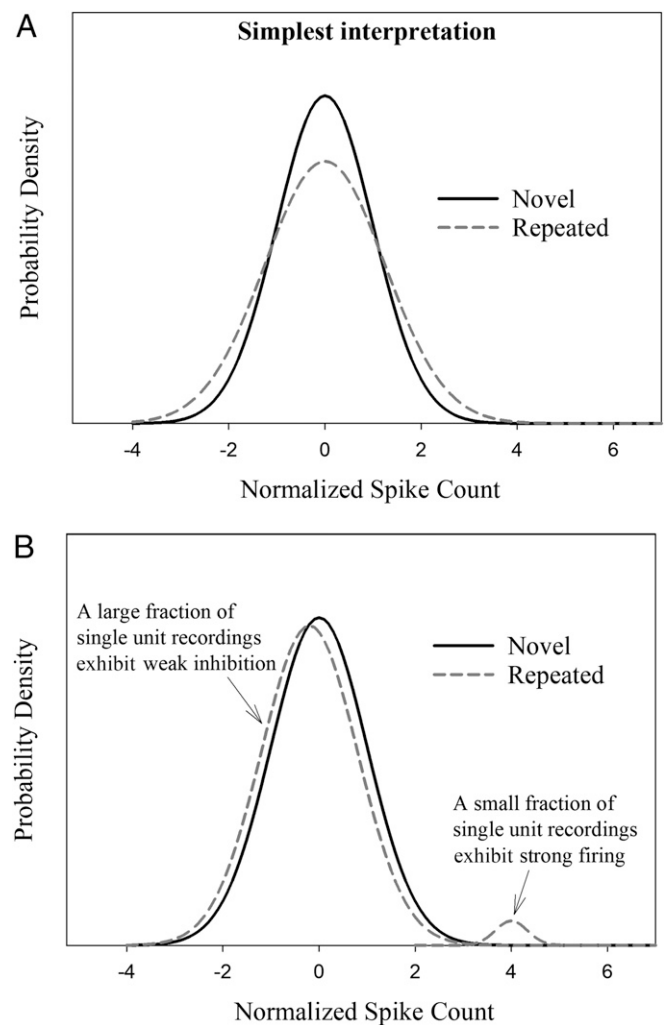 A
Simplest interpretation
Probability Density
Novel
Repeated
-4 -2 0 2 4 6
Normalized Spike Count
B
A large fraction of
single unit recordings
exhibit weak inhibition
Probability Density
Novel
Repeated
A small fraction of
single unit recordings
exhibit strong firing
-4 -2 0 2 4 6
Normalized Spike Count